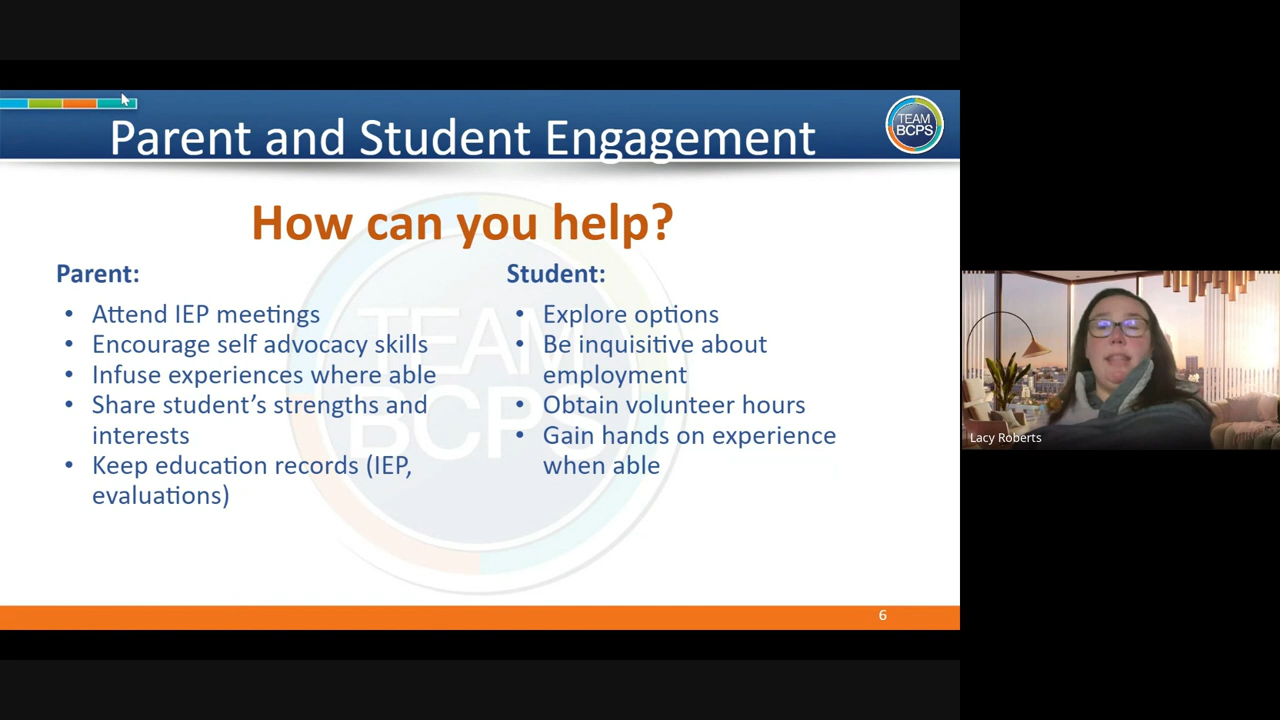 Parent and Student Engagement
TEAM
BCPS
How can you help?
Parent:
• Attend IEP meetings
• Encourage self advocacy skills
• Infuse experiences where able
• Share student's strengths and
interests
• Keep education records (IEP,
evaluations)
Student:
• Explore options
• Be inquisitive about
employment
• Obtain volunteer hours
• Gain hands on experience
when able
TEAM
BCPS
6
Lacy Roberts